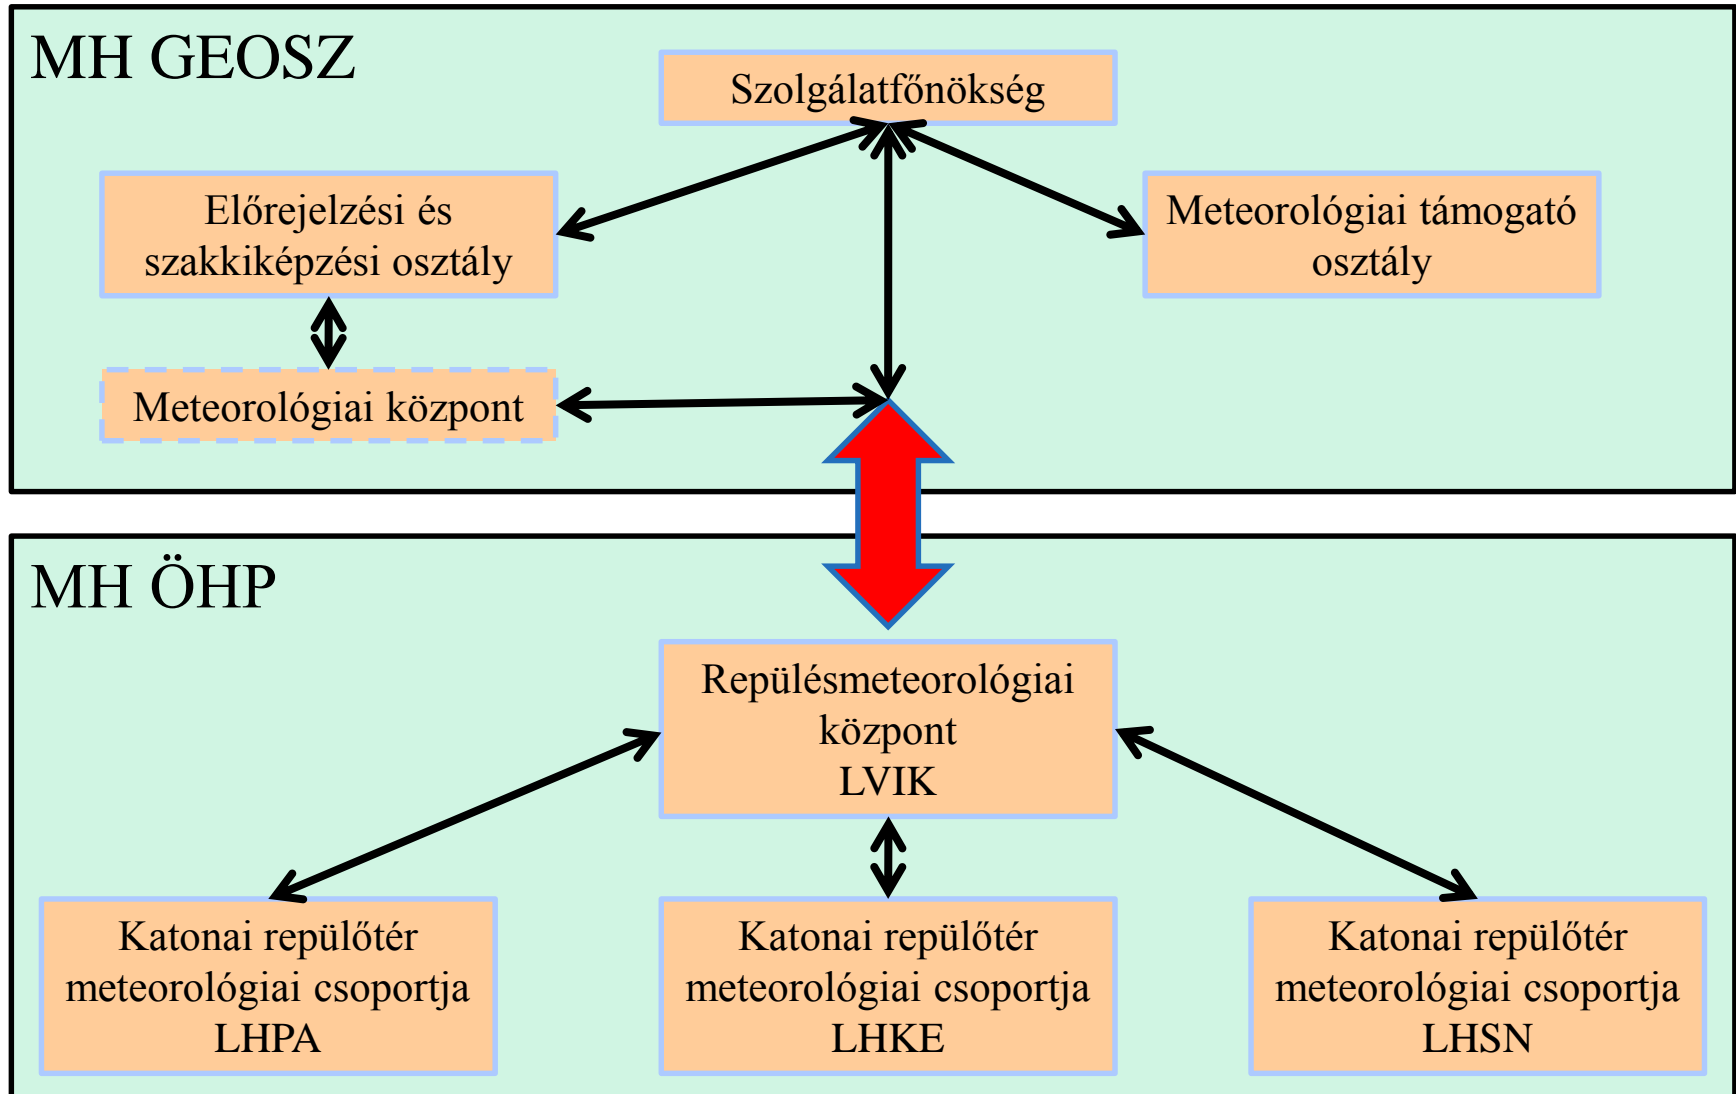 MH GEOSZ
Szolgálatfőnökség
Előrejelzési és
szakkiképzési osztály
Meteorológiai támogató
osztály
Meteorológiai központ
MH ÖHP
Repülésmeteorológiai
központ
LVIK
Katonai repülőtér
meteorológiai csoportja
LHPA
Katonai repülőtér
meteorológiai csoportja
LHKE
Katonai repülőtér
meteorológiai csoportja
LHSN